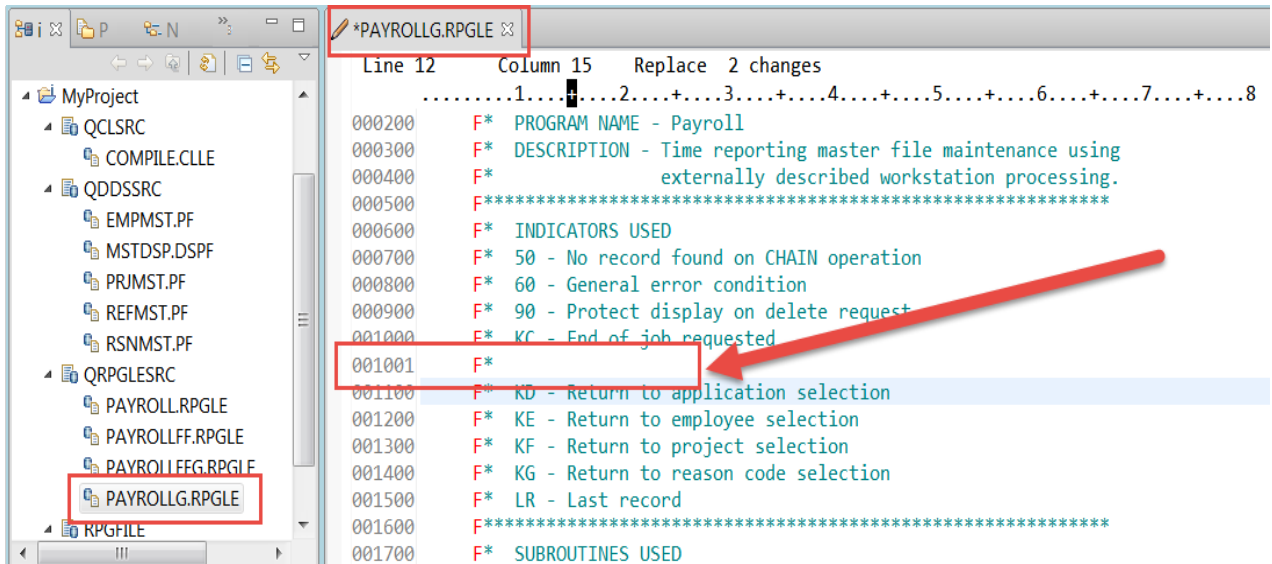 i P N
MyProject
QCLSRC
COMPILE.CLLE
QDDSSRC
EMPMST.PF
MSTDSP.DSPF
PRJMST.PF
REFMST.PF
RSNMST.PF
QRPGLESRC
PAYROLL.RPGLE
PAYROLLFF.RPGLE
PAYROLLFFG.RPGLE
PAYROLLG.RPGLE
RPGFILE
*PAYROLLG.RPGLE
Line 12 Column 15 Replace 2 changes
.........1....+....2....+....3....+....4....+....5....+....6....+....7....+....8
000200 F* PROGRAM NAME - Payroll
000300 F* DESCRIPTION - Time reporting master file maintenance using
000400 F* externally described workstation processing.
000500 F************************************************************
000600 F* INDICATORS USED
000700 F* 50 - No record found on CHAIN operation
000800 F* 60 - General error condition
000900 F* 90 - Protect display on delete request
001000 F* KC - End of job requested
001001 F*
001100 F* KD - Return to application selection
001200 F* KE - Return to employee selection
001300 F* KF - Return to project selection
001400 F* KG - Return to reason code selection
001500 F* LR - Last record
001600 F************************************************************
001700 F* SUBROUTINES USED